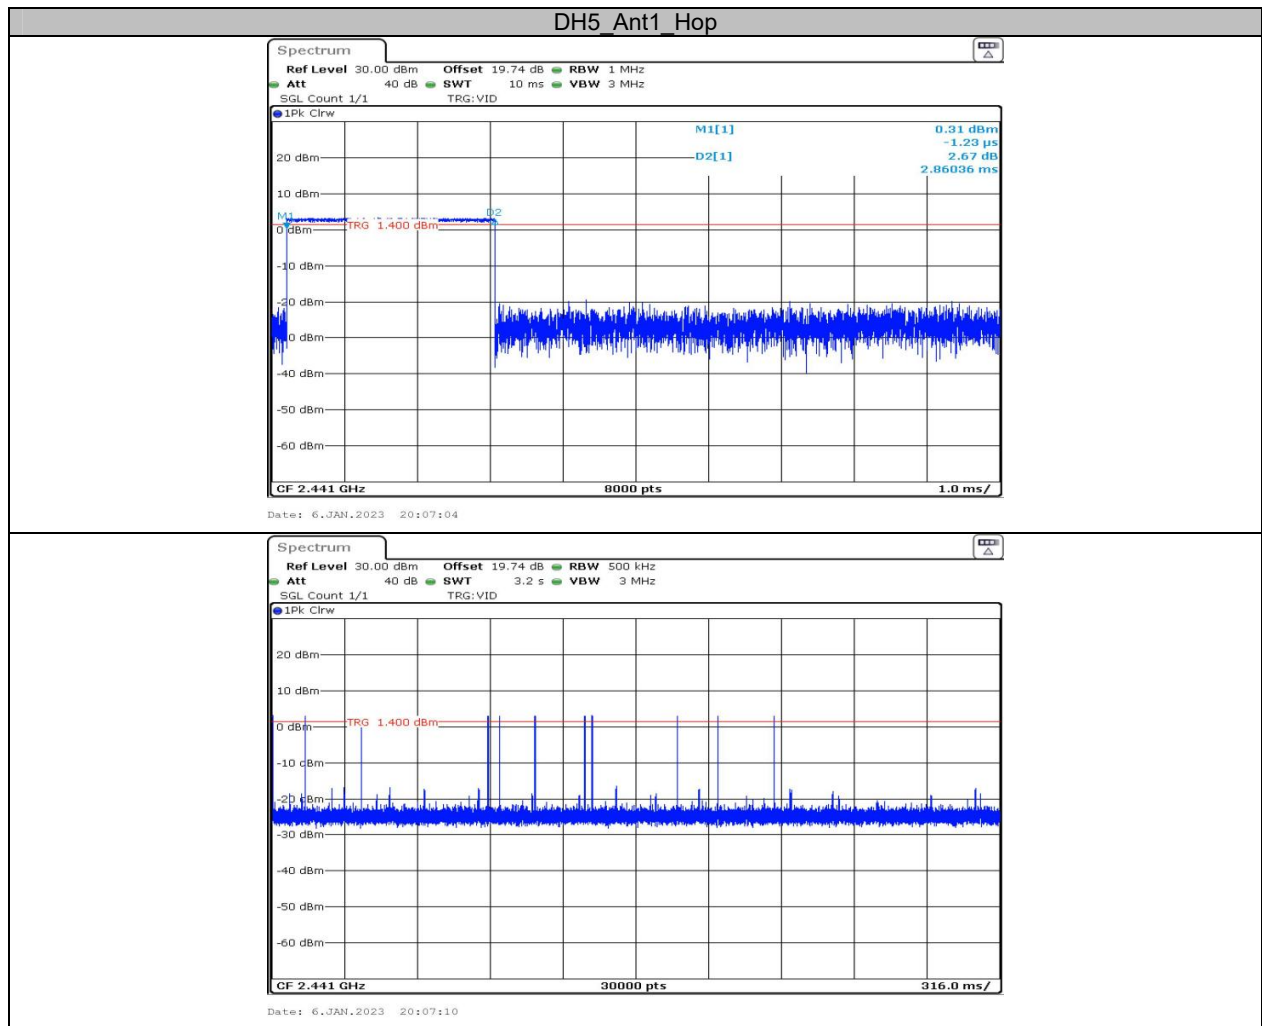 DH5_Ant1_Hop
Spectrum
Ref Level 30.00 dBm Offset 19.74 dB RBW 1 MHz
Att 40 dB SWT 10 ms VBW 3 MHz
SGL Count 1/1 TRG:VID
1Pk Clrw
M1[1] 0.31 dBm
-1.23 µs
D2[1] 2.67 dB
2.86036 ms
20 dBm
10 dBm
M1 D2
0 dBm
TRG 1.400 dBm
-10 dBm
-20 dBm
0 dBm
-40 dBm
-50 dBm
-60 dBm
CF 2.441 GHz 8000 pts 1.0 ms/
Date: 6.JAN.2023 20:07:04
Spectrum
Ref Level 30.00 dBm Offset 19.74 dB RBW 500 kHz
Att 40 dB SWT 3.2 s VBW 3 MHz
SGL Count 1/1 TRG:VID
1Pk Clrw
20 dBm
10 dBm
0 dBm
TRG 1.400 dBm
-10 dBm
-20 dBm
-30 dBm
-40 dBm
-50 dBm
-60 dBm
CF 2.441 GHz 30000 pts 316.0 ms/
Date: 6.JAN.2023 20:07:10